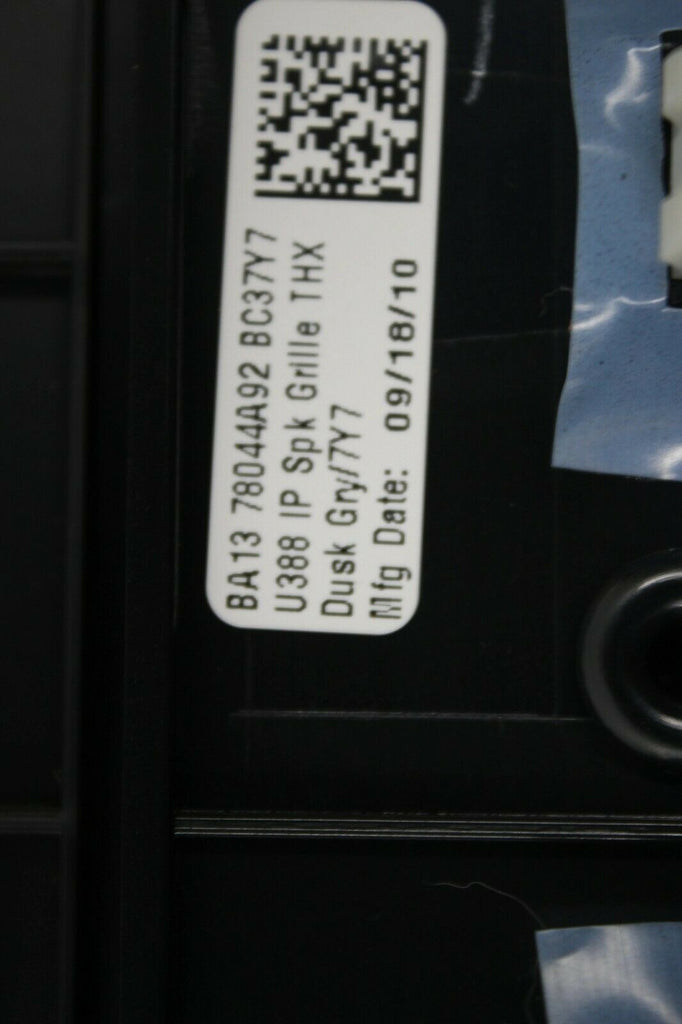 BA13 78044A92 BC37Y7
U388 IP Spk Grille THX
Dusk Gry/7Y7
Mfg Date: 09/18/10